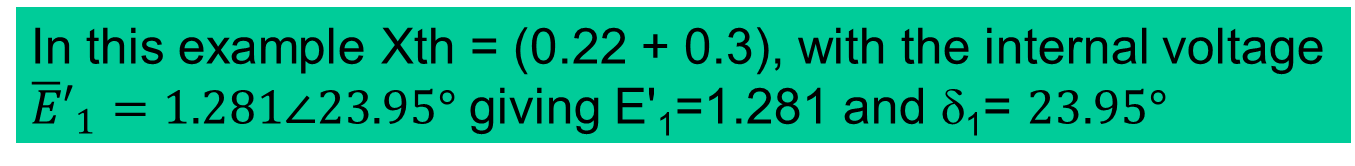 In this example Xth = (0.22 + 0.3), with the internal voltage
E̅'₁ = 1.281∠23.95° giving E'₁=1.281 and δ₁= 23.95°